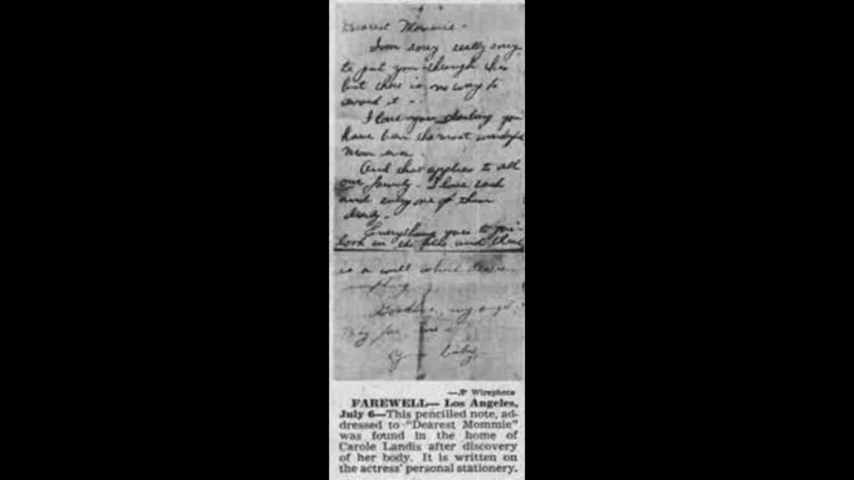 Dearest Mommie -
I'm sorry really sorry
to put you through this
but there is no way to
avoid it -
I love you darling you
have been the most wonderful
Mom ever.
And that applies to all
our family. I love each
and every one of them
dearly -
Everything goes to you -
Look in the files and there
is a will which decrees
everything
Goodbye, my angel.
Pray for me -
Your baby
—AP Wirephoto
FAREWELL— Los Angeles,
July 6—This pencilled note, ad-
dressed to "Dearest Mommie"
was found in the home of
Carole Landis after discovery
of her body. It is written on
the actress' personal stationery.